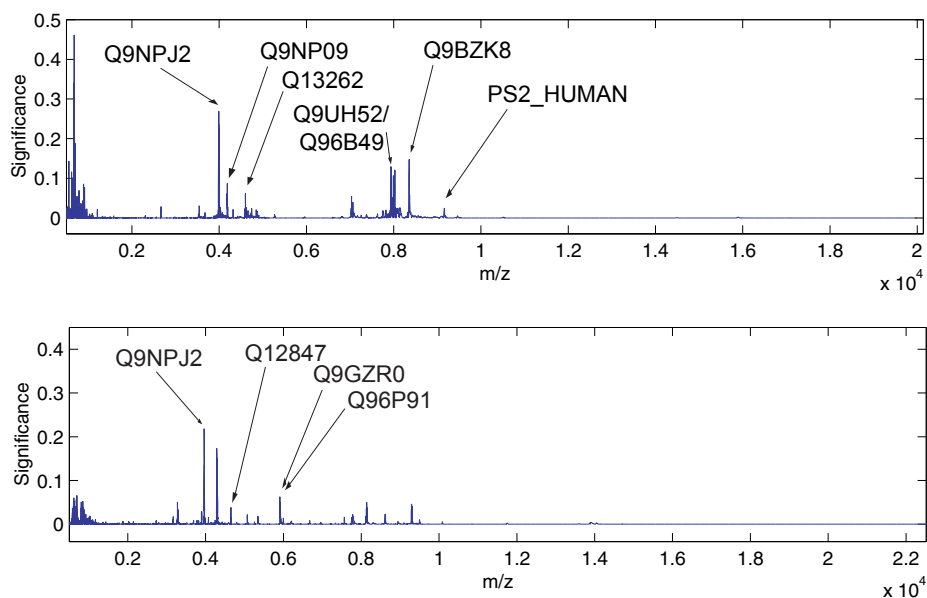 0.5
Q9NPJ2
Q9NP09
Q13262
Q9BZK8
0.4
Q9UH52/
Q96B49
PS2_HUMAN
0.3
0.2
0.1
0
Significance
0.2 0.4 0.6 0.8 1 1.2 1.4 1.6 1.8 2
m/z
x 10^4
0.4
Q9NPJ2
Q12847
Q9GZR0
Q96P91
0.3
0.2
0.1
0
Significance
0.2 0.4 0.6 0.8 1 1.2 1.4 1.6 1.8 2 2.2
m/z
x 10^4